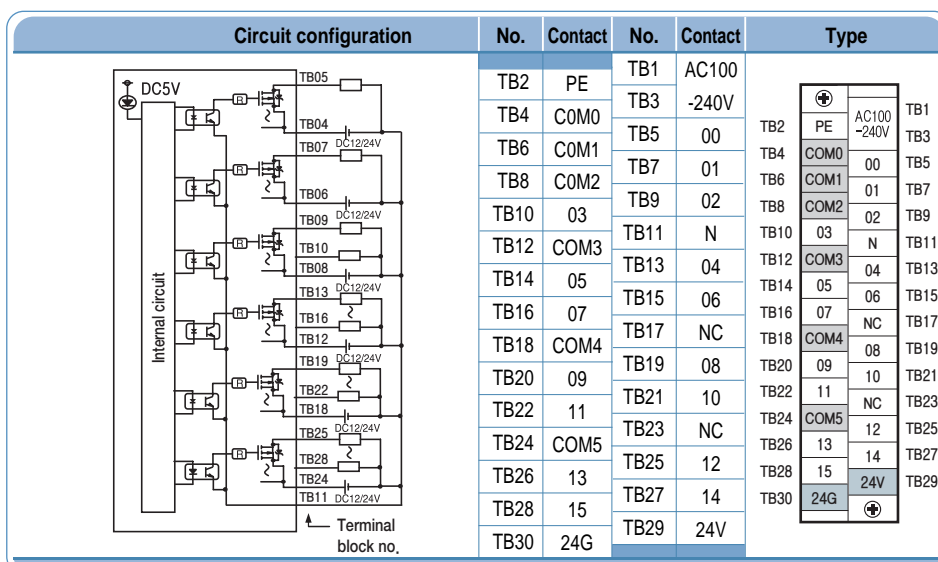 Circuit configuration
No. Contact No. Contact
Type
DC5V
Internal circuit
R
TB05
TB04
DC12/24V
R
TB07
TB06
DC12/24V
R
TB09
TB10
TB08
DC12/24V
R
TB13
TB16
TB12
DC12/24V
R
TB19
TB22
TB18
DC12/24V
R
TB25
TB28
TB24
TB11 DC12/24V
Terminal
block no.
TB2 PE
TB4 C0M0
TB6 C0M1
TB8 C0M2
TB10 03
TB12 COM3
TB14 05
TB16 07
TB18 COM4
TB20 09
TB22 11
TB24 COM5
TB26 13
TB28 15
TB30 24G
TB1 AC100
TB3 -240V
TB5 00
TB7 01
TB9 02
TB11 N
TB13 04
TB15 06
TB17 NC
TB19 08
TB21 10
TB23 NC
TB25 12
TB27 14
TB29 24V
TB2 PE
TB4 COM0
TB6 COM1
TB8 COM2
TB10 03
TB12 COM3
TB14 05
TB16 07
TB18 COM4
TB20 09
TB22 11
TB24 COM5
TB26 13
TB28 15
TB30 24G
AC100 TB1
-240V TB3
00 TB5
01 TB7
02 TB9
N TB11
04 TB13
06 TB15
NC TB17
08 TB19
10 TB21
NC TB23
12 TB25
14 TB27
24V TB29